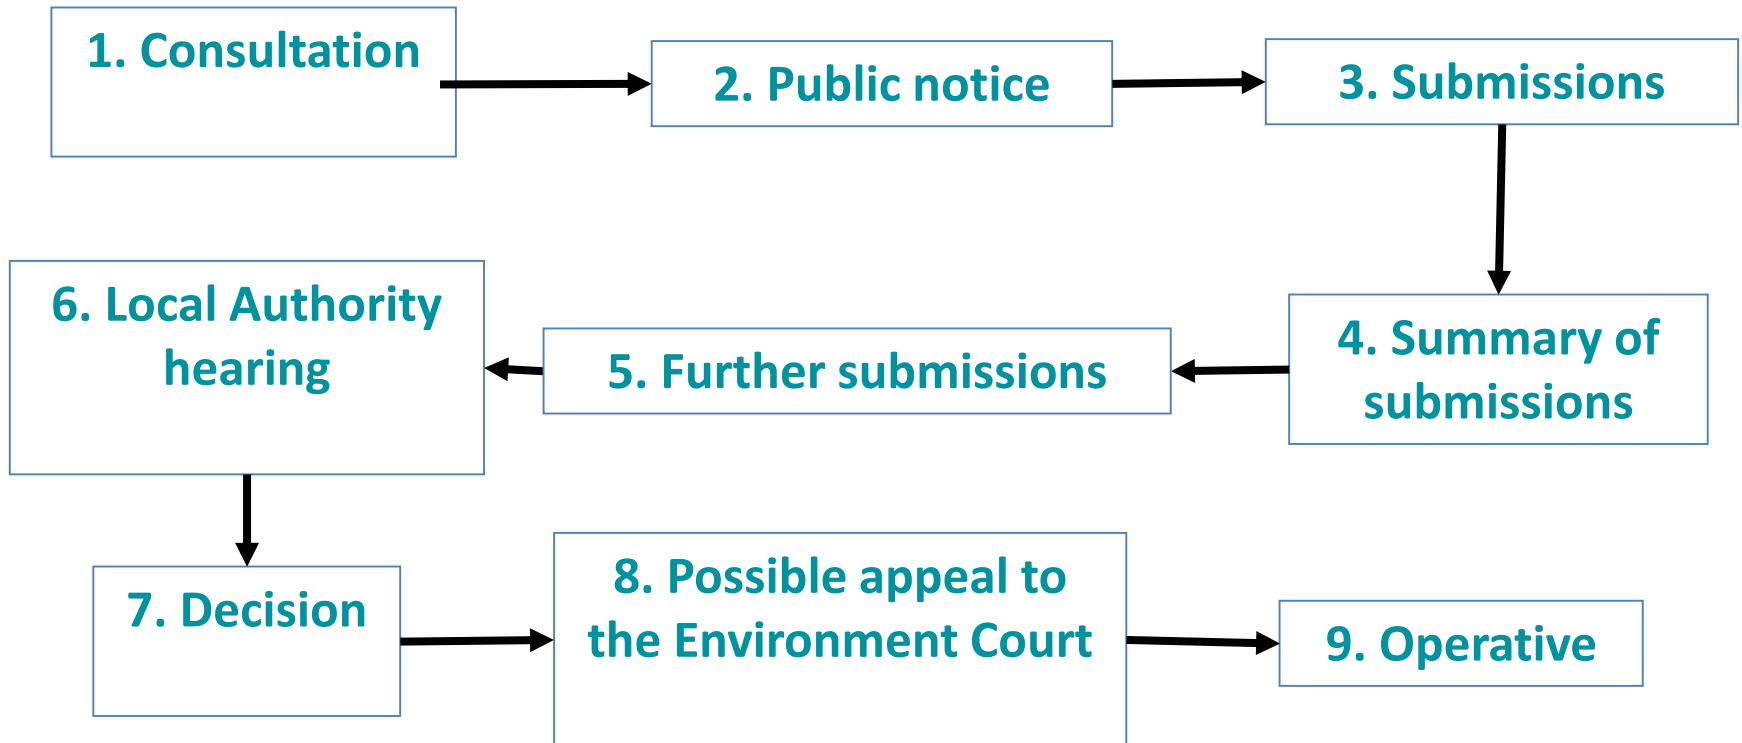 1. Consultation
2. Public notice
3. Submissions
4. Summary of
submissions
5. Further submissions
6. Local Authority
hearing
7. Decision
8. Possible appeal to
the Environment Court
9. Operative